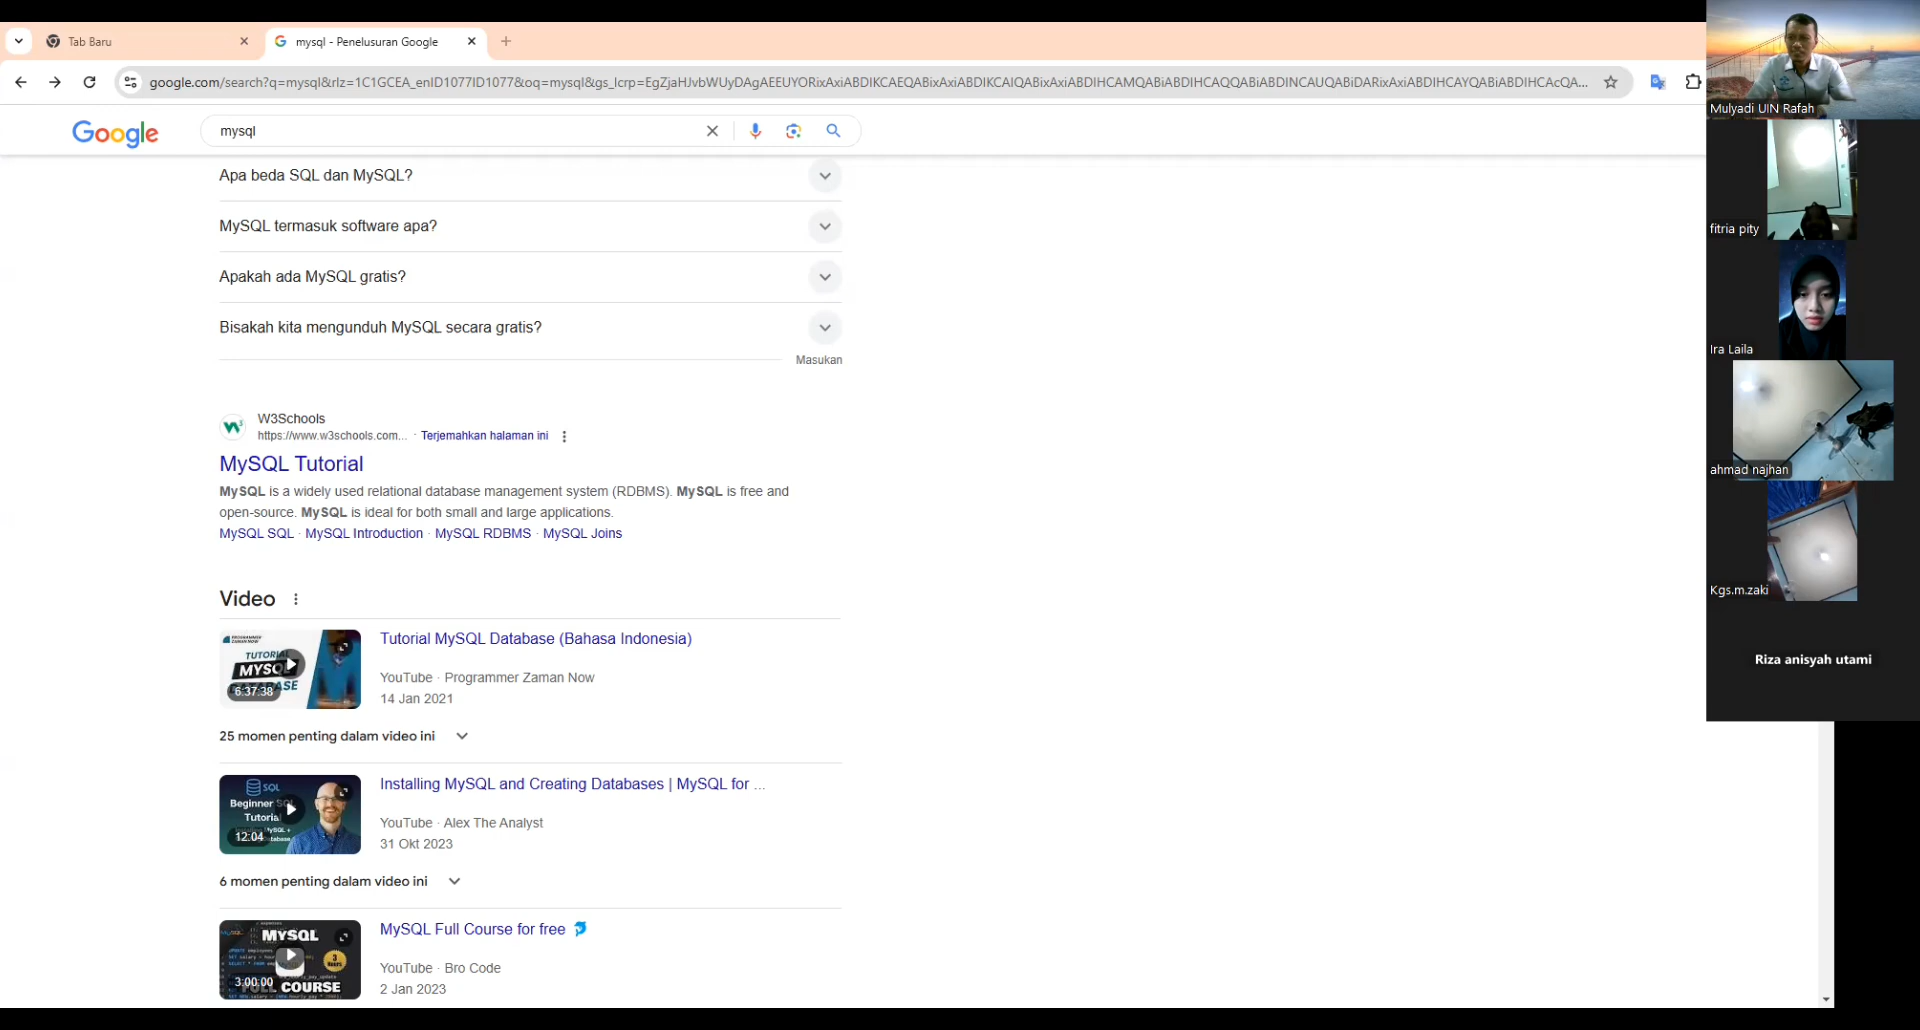 Tab Baru
mysql - Penelusuran Google
google.com/search?q=mysql&rlz=1C1GCEA_enID1077ID1077&oq=mysql&gs_lcrp=EgZjaHJvbWUyDAgAEEUYORixAxiABDIKCAEQABixAxiABDIKCAIQABixAxiABDIHCAMQABiABDIHCAQQABiABDINCAUQABiDARixAxiABDIHCAYQABiABDIHCAcQA...
Google
mysql
Apa beda SQL dan MySQL?
MySQL termasuk software apa?
Apakah ada MySQL gratis?
Bisakah kita mengunduh MySQL secara gratis?
Masukan
W3Schools
https://www.w3schools.com... · Terjemahkan halaman ini
MySQL Tutorial
MySQL is a widely used relational database management system (RDBMS). MySQL is free and
open-source. MySQL is ideal for both small and large applications.
MySQL SQL · MySQL Introduction · MySQL RDBMS · MySQL Joins
Video
PROGRAMMER
ZAMAN NOW
TUTORIAL
MYSQL
6:37:38
Tutorial MySQL Database (Bahasa Indonesia)
YouTube · Programmer Zaman Now
14 Jan 2021
25 momen penting dalam video ini
SQL
Beginner
Tutorial
12:04
Installing MySQL and Creating Databases | MySQL for ...
YouTube · Alex The Analyst
31 Okt 2023
6 momen penting dalam video ini
MYSQL
3:00:00
COURSE
MySQL Full Course for free
YouTube · Bro Code
2 Jan 2023
Mulyadi UIN Rafah
fitria pity
Ira Laila
ahmad najhan
Kgs.m.zaki
Riza anisyah utami